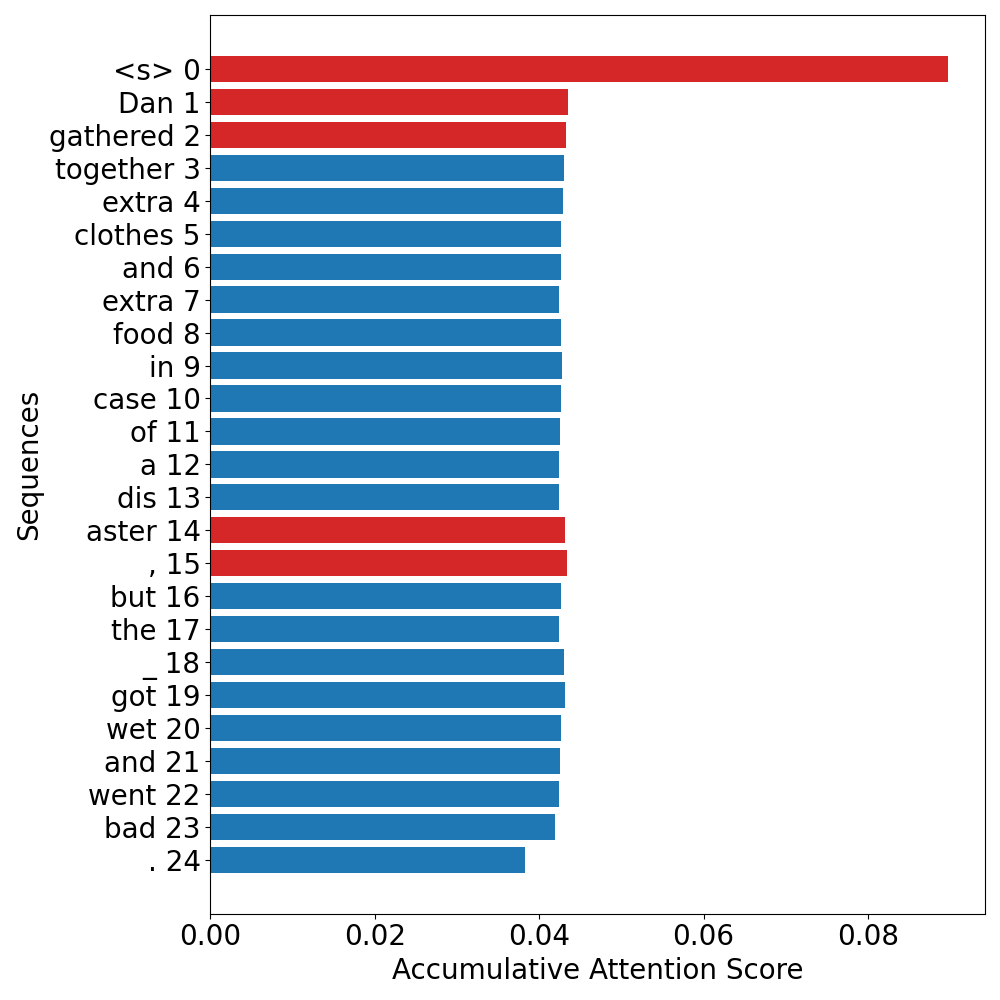 <s> 0
Dan 1
gathered 2
together 3
extra 4
clothes 5
and 6
extra 7
food 8
in 9
case 10
of 11
a 12
dis 13
aster 14
, 15
but 16
the 17
_ 18
got 19
wet 20
and 21
went 22
bad 23
. 24
Sequences
0.00 0.02 0.04 0.06 0.08
Accumulative Attention Score